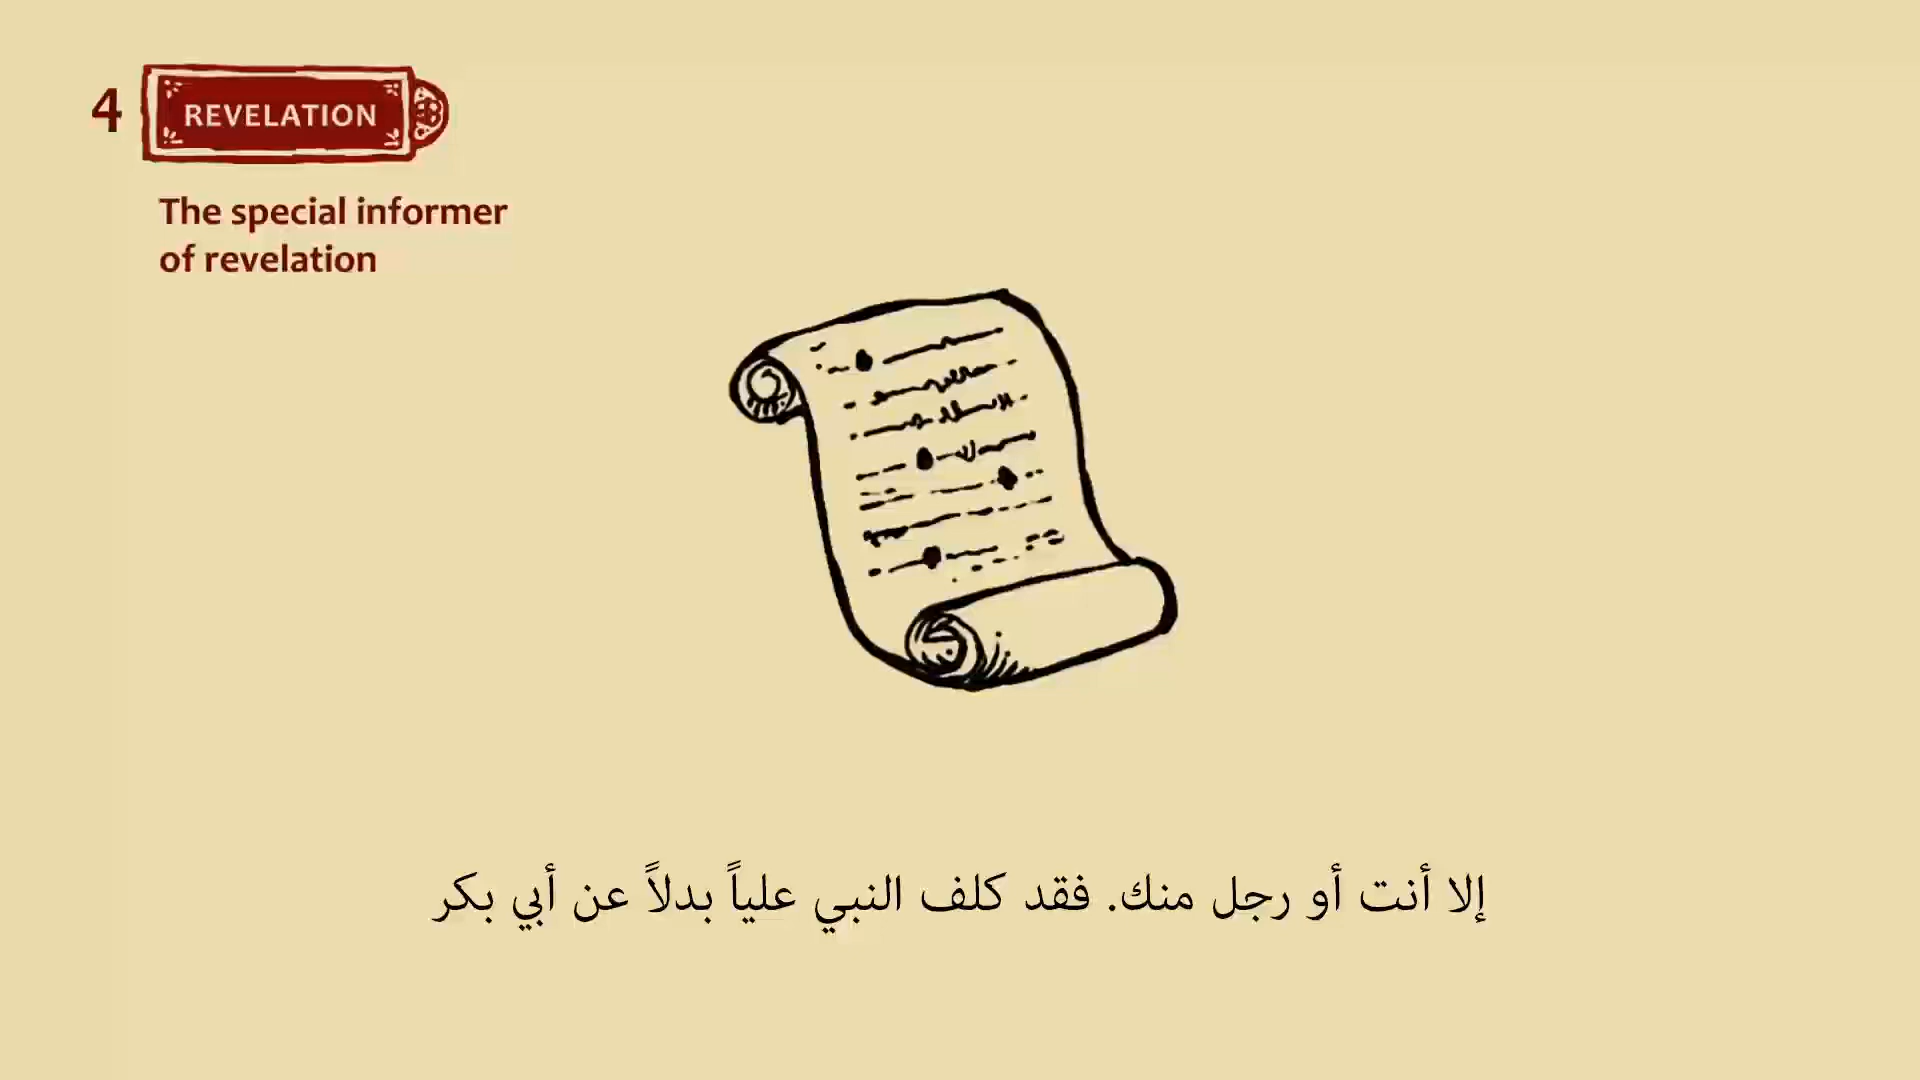 4 REVELATION
The special informer
of revelation
إلا أنت أو رجل منك. فقد كلف النبي علياً بدلاً عن أبي بكر